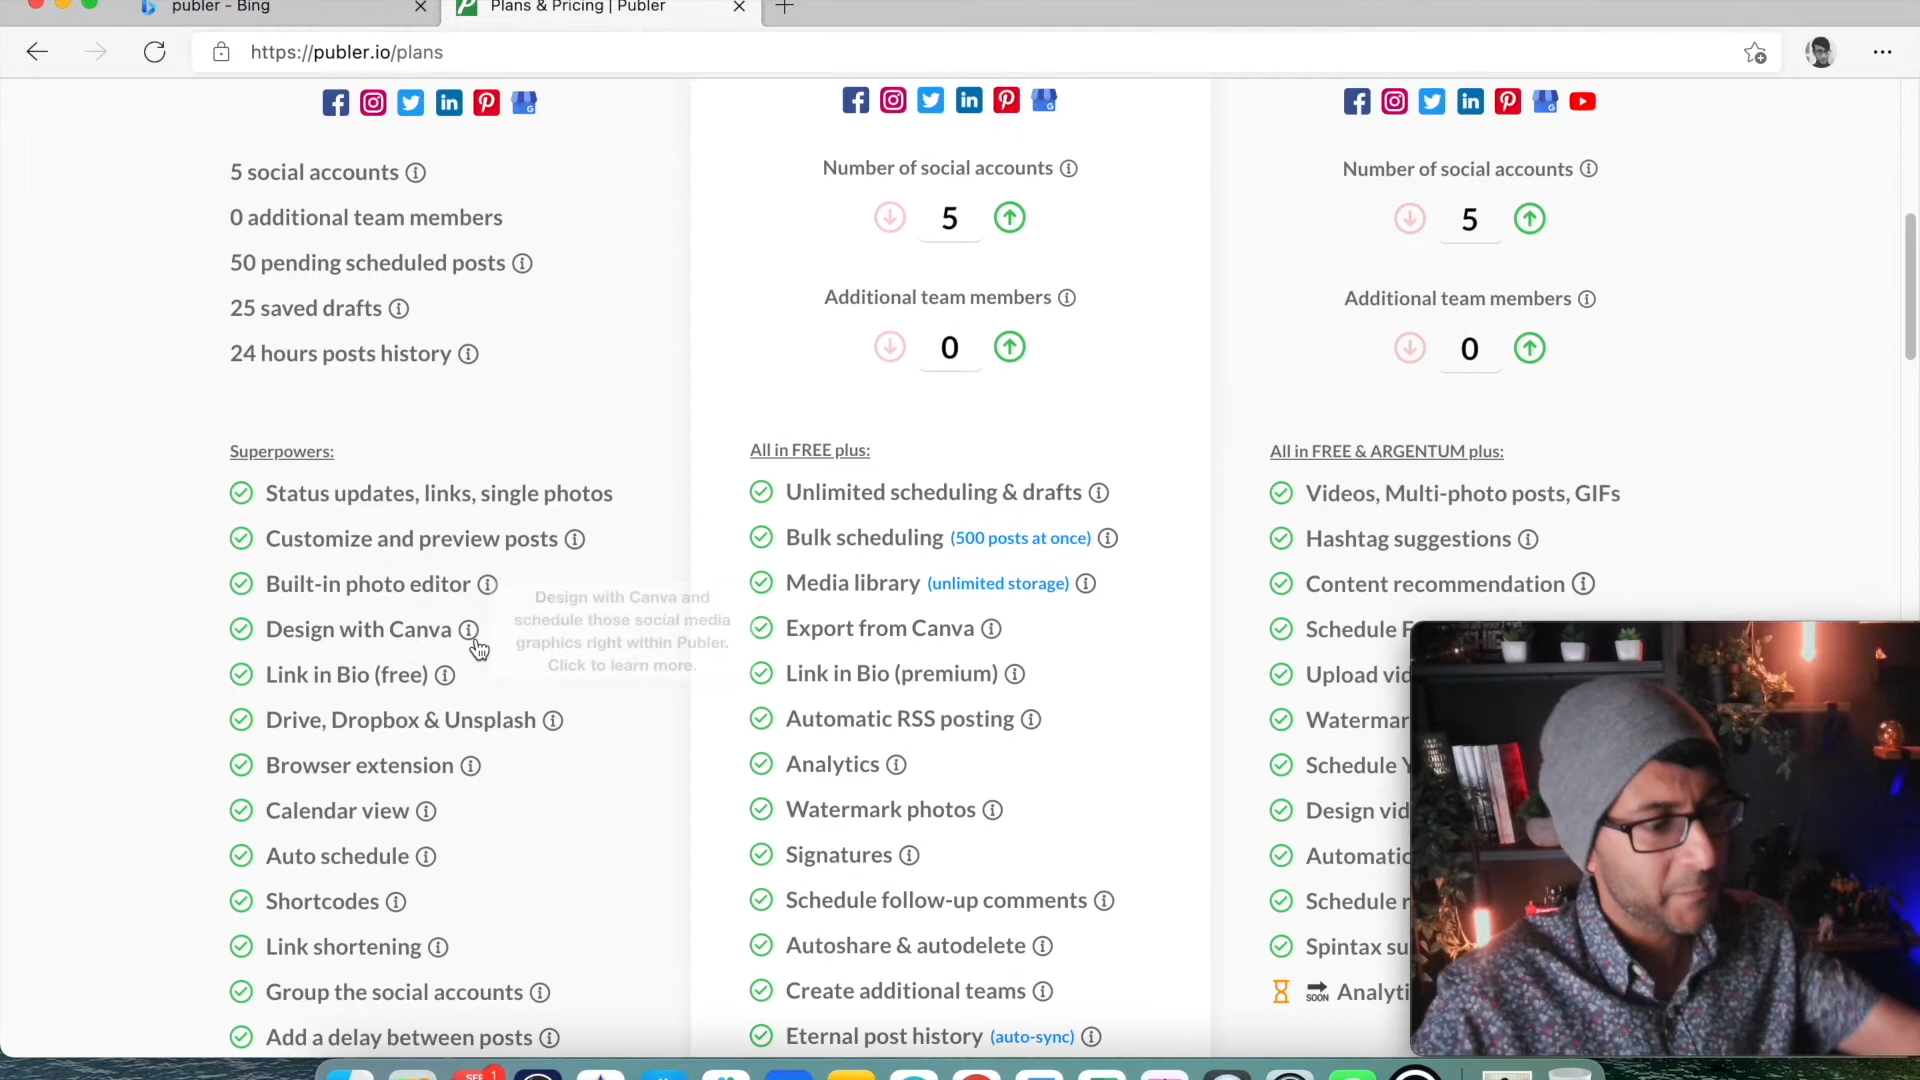 publer - Bing
Plans & Pricing | Publer
https://publer.io/plans
5 social accounts
0 additional team members
50 pending scheduled posts
25 saved drafts
24 hours posts history
Superpowers:
Status updates, links, single photos
Customize and preview posts
Built-in photo editor
Design with Canva
Link in Bio (free)
Drive, Dropbox & Unsplash
Browser extension
Calendar view
Auto schedule
Shortcodes
Link shortening
Group the social accounts
Add a delay between posts
Design with Canva and
schedule those social media
graphics right within Publer.
Click to learn more.
Number of social accounts
5
Additional team members
0
All in FREE plus:
Unlimited scheduling & drafts
Bulk scheduling (500 posts at once)
Media library (unlimited storage)
Export from Canva
Link in Bio (premium)
Automatic RSS posting
Analytics
Watermark photos
Signatures
Schedule follow-up comments
Autoshare & autodelete
Create additional teams
Eternal post history (auto-sync)
Number of social accounts
5
Additional team members
0
All in FREE & ARGENTUM plus:
Videos, Multi-photo posts, GIFs
Hashtag suggestions
Content recommendation
Schedule
Upload
Schedule
Schedule
Spintax
SOON
SEP 1